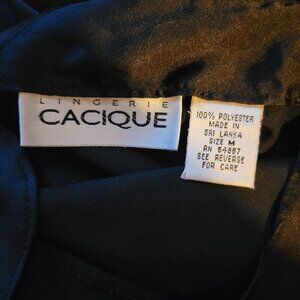 LINGERIE
CACIQUE
100% POLYESTER
MADE IN
SRI LANKA
SIZE M
RN 54867
SEE REVERSE
FOR CARE